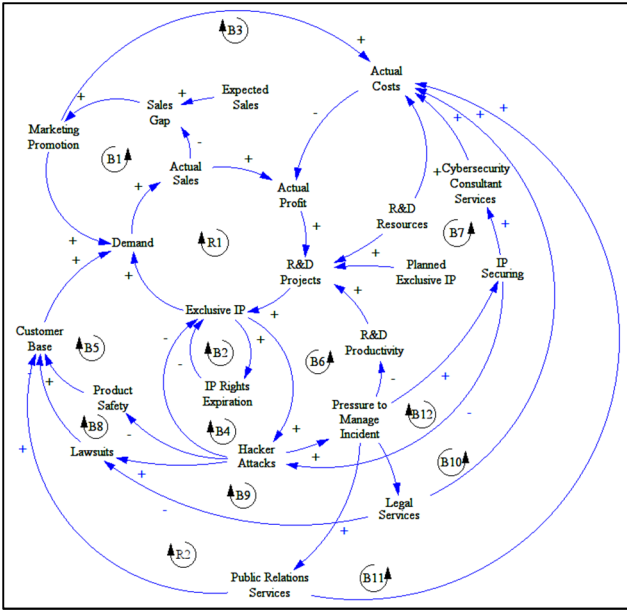 B3
+
Actual
Costs
-
+
+
+
+
+
Expected
Sales
Sales
Gap
+
+
Marketing
Promotion
-
B1
Actual
Sales
+
+
Actual
Profit
+
Cybersecurity
Consultant
Services
R&D
Resources
+
B7
+
R1
Demand
+
+
+
R&D
Projects
+
+
Planned
Exclusive IP
IP
Securing
Exclusive IP
+
+
-
-
+
B2
Customer
Base
B5
B6
R&D
Productivity
IP Rights
Expiration
-
+
Product
Safety
B4
-
+
Pressure to
Manage
Incident
B12
-
B8
-
Lawsuits
Hacker
Attacks
+
+
+
B9
B10
-
Legal
Services
+
R2
+
Public Relations
Services
B11